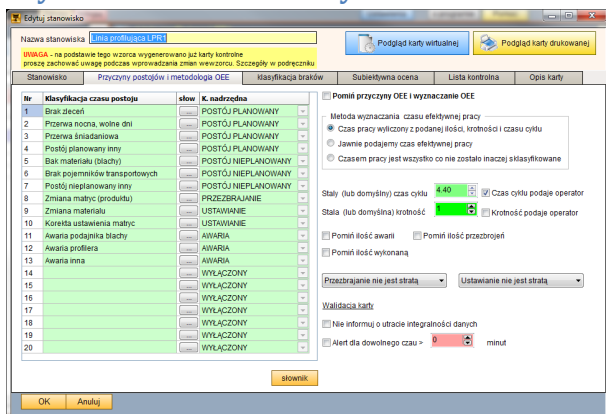 Edytuj stanowisko
Nazwa stanowiska Linia profilująca LPR1
UWAGA - na podstawie tego wzorca wygenerowano już karty kontrolne
proszę zachować uwagę podczas wprowadzania zmian wewzorcu. Szczegóły w podręczniku
Podgląd karty wirtualnej
Podgląd karty drukowanej
Stanowisko Przyczyny postojów i metodologia OEE klasyfikacja braków Subiektywna ocena Lista kontrolna Opis karty
Nr Klasyfikacja czasu postoju słow K. nadrzędna
1 Brak zleceń ... POSTÓJ PLANOWANY
2 Przerwa nocna, wolne dni ... POSTÓJ PLANOWANY
3 Przerwa śniadaniowa ... POSTÓJ PLANOWANY
4 Postój planowany inny ... POSTÓJ PLANOWANY
5 Bak materiału (blachy) ... POSTÓJ NIEPLANOWANY
6 Brak pojemników transportowych ... POSTÓJ NIEPLANOWANY
7 Postój nieplanowany inny ... POSTÓJ NIEPLANOWANY
8 Zmiana matryc (produktu) ... PRZEZBRAJANIE
9 Zmiana materiału ... USTAWIANIE
10 Korekta ustawienia matryc ... USTAWIANIE
11 Awaria podajnika blachy ... AWARIA
12 Awaria profilera ... AWARIA
13 Awaria inna ... AWARIA
14 ... WYŁĄCZONY
15 ... WYŁĄCZONY
16 ... WYŁĄCZONY
17 ... WYŁĄCZONY
18 ... WYŁĄCZONY
19 ... WYŁĄCZONY
20 ... WYŁĄCZONY
słownik
Pomiń przyczyny OEE i wyznaczanie OEE
Metoda wyznaczania czasu efektywnej pracy
Czas pracy wyliczony z podanej ilości, krotności i czasu cyklu
Jawnie podajemy czas efektywnej pracy
Czasem pracy jest wszystko co nie zostało inaczej sklasyfikowane
Stały (lub domyślny) czas cyklu 4.40 Czas cyklu podaje operator
Stała (lub domyślna) krotność 1 Krotność podaje operator
Pomiń ilość awarii Pomiń ilość przezbrojeń
Pomiń ilość wykonaną
Przezbrajanie nie jest stratą Ustawianie nie jest stratą
Walidacja karty
Nie informuj o utracie integralności danych
Alert dla dowolnego czau > 0 minut
OK Anuluj